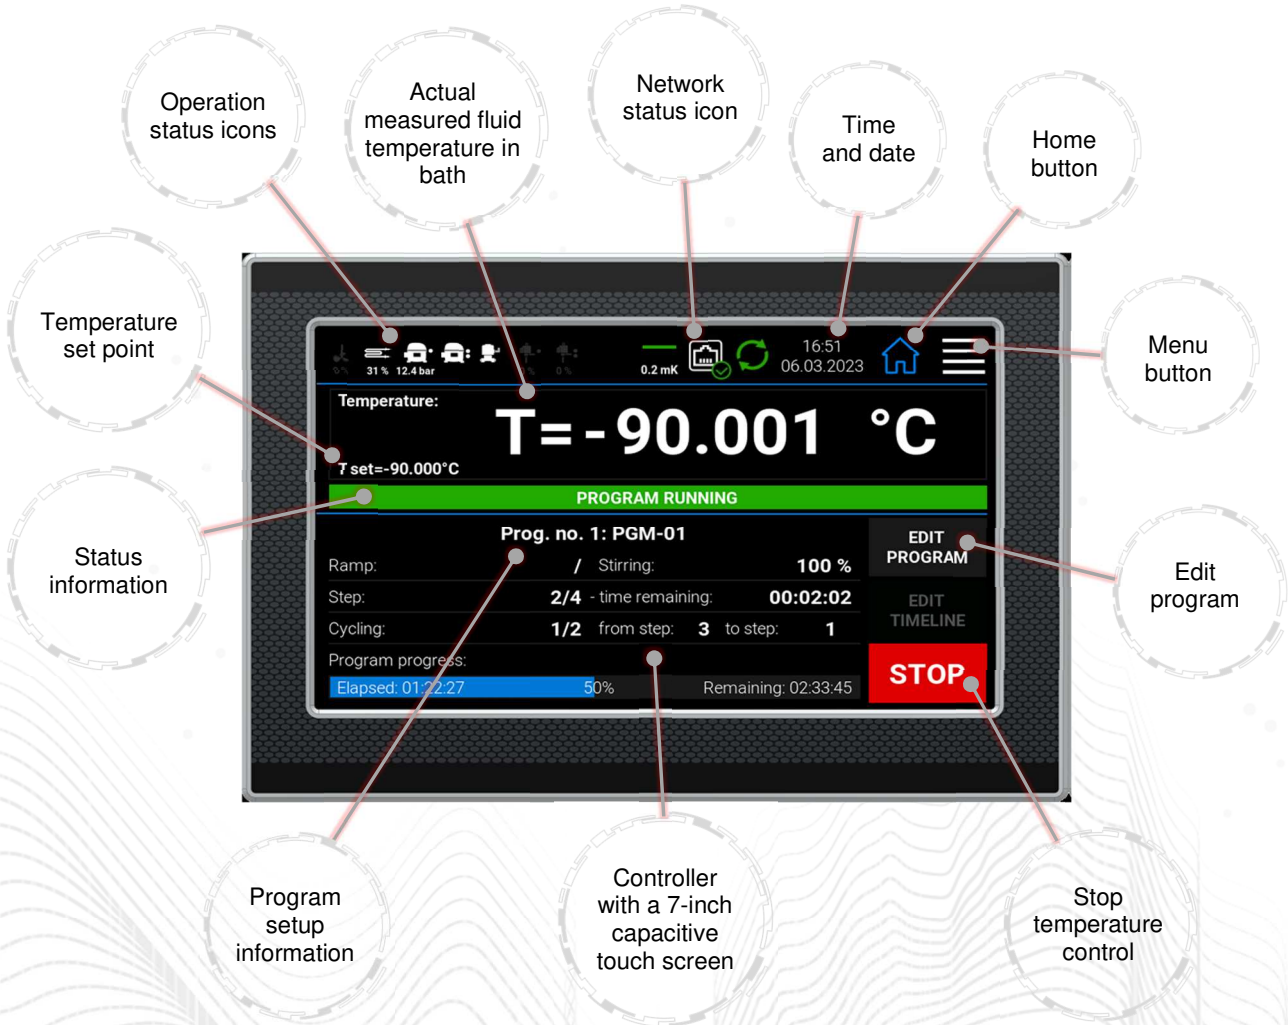 Operation
status icons
Actual
measured fluid
temperature in
bath
Network
status icon
Time
and date
Home
button
Temperature
set point
Menu
button
Status
information
Edit
program
Program
setup
information
Controller
with a 7-inch
capacitive
touch screen
Stop
temperature
control
31 % 12.4 bar
0 %
0.2 mK
16:51
06.03.2023
Temperature:
T=-90.001 °C
T set=-90.000°C
PROGRAM RUNNING
Prog. no. 1: PGM-01
Ramp: / Stirring: 100 %
Step: 2/4 - time remaining: 00:02:02
Cycling: 1/2 from step: 3 to step: 1
Program progress:
Elapsed: 01:22:27 50% Remaining: 02:33:45
EDIT
PROGRAM
EDIT
TIMELINE
STOP